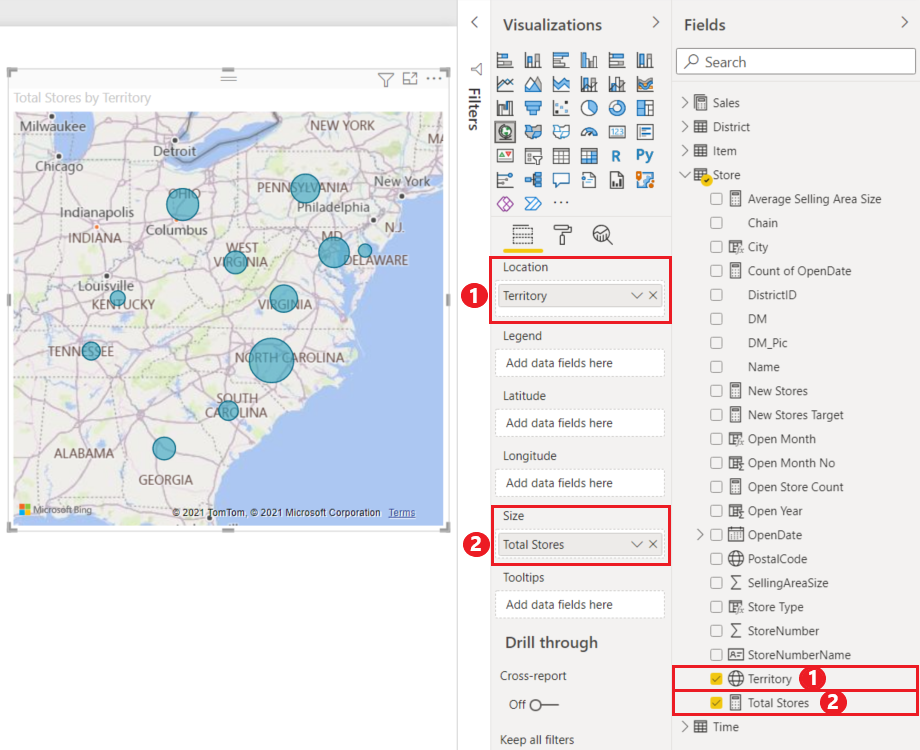 Total Stores by Territory
Milwaukee
NEW YORK
MA
Detroit
Chicago
OHIO
PENNSYLVANIA
New York
Philadelphia
Indianapolis
N.J.
Columbus
INDIANA
MD.
WEST
VIRGINIA
DELAWARE
Louisville
KENTUCKY
VIRGINIA
TENNESSEE
NORTH CAROLINA
SOUTH
CAROLINA
ALABAMA
GEORGIA
Microsoft Bing
© 2021 TomTom, © 2021 Microsoft Corporation Terms
Filters
Visualizations
123
R
Py
...
Location
1
Territory
Legend
Add data fields here
Latitude
Add data fields here
Longitude
Add data fields here
Size
2
Total Stores
Tooltips
Add data fields here
Drill through
Cross-report
Off
Keep all filters
Fields
Search
Sales
District
Item
Store
Average Selling Area Size
Chain
City
Count of OpenDate
DistrictID
DM
DM_Pic
Name
New Stores
New Stores Target
Open Month
Open Month No
Open Store Count
Open Year
OpenDate
PostalCode
SellingAreaSize
Store Type
StoreNumber
StoreNumberName
Territory 1
Total Stores 2
Time